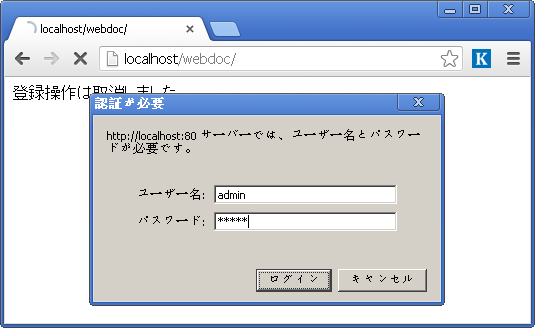 localhost/webdoc/
localhost/webdoc/
K
登録操作は取消しました
認証が必要
http://localhost:80 サーバーでは、ユーザー名とパスワー
ドが必要です。
ユーザー名: admin
パスワード: *****
ログイン キャンセル